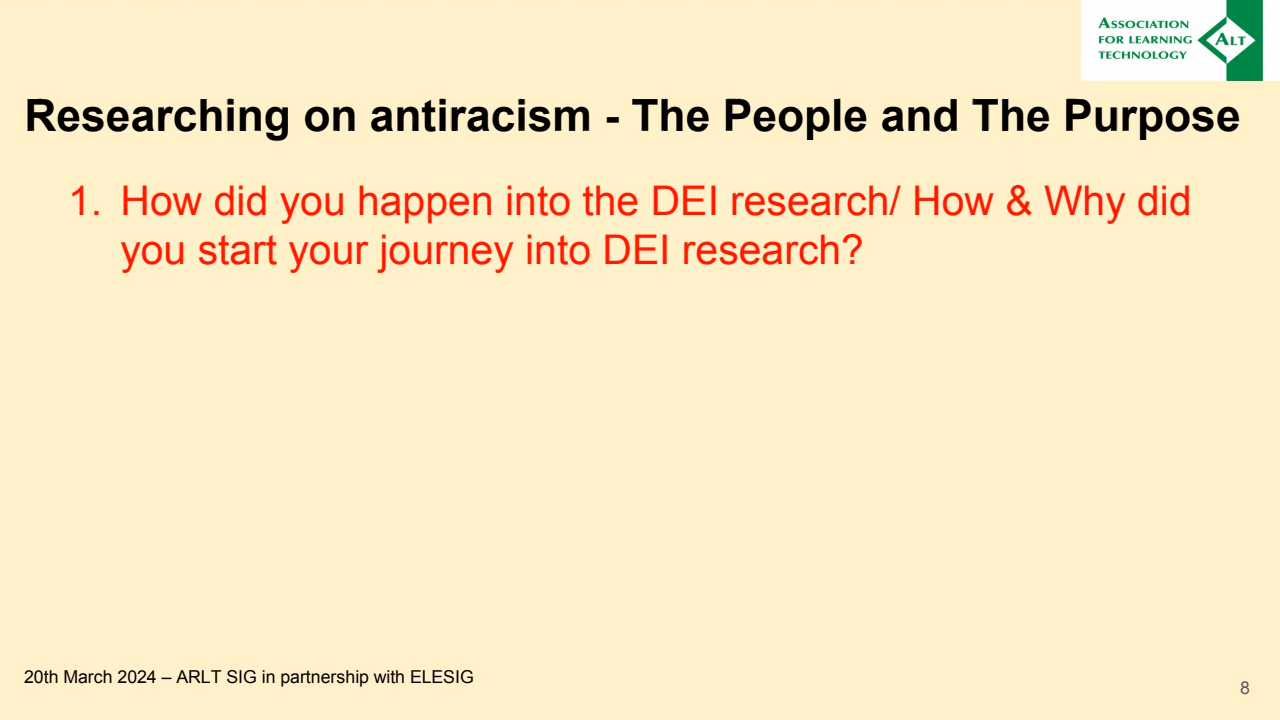 ASSOCIATION
FOR LEARNING
TECHNOLOGY
ALT
Researching on antiracism - The People and The Purpose
1. How did you happen into the DEI research/ How & Why did
you start your journey into DEI research?
20th March 2024 – ARLT SIG in partnership with ELESIG
8